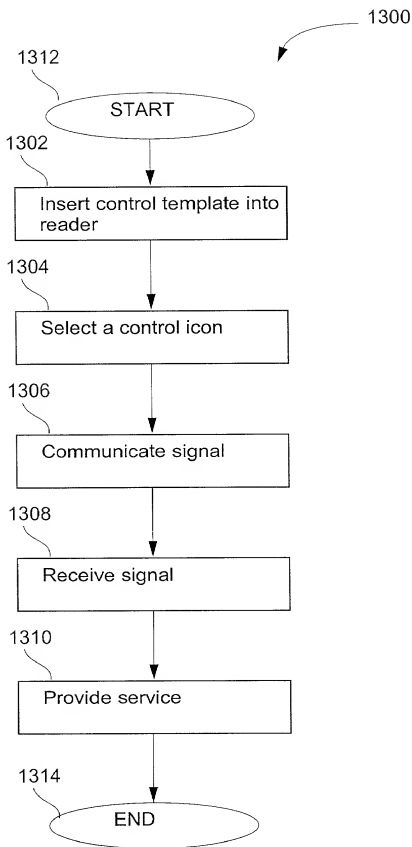 1300
1312
START
1302
Insert control template into
reader
1304
Select a control icon
1306
Communicate signal
1308
Receive signal
1310
Provide service
1314
END